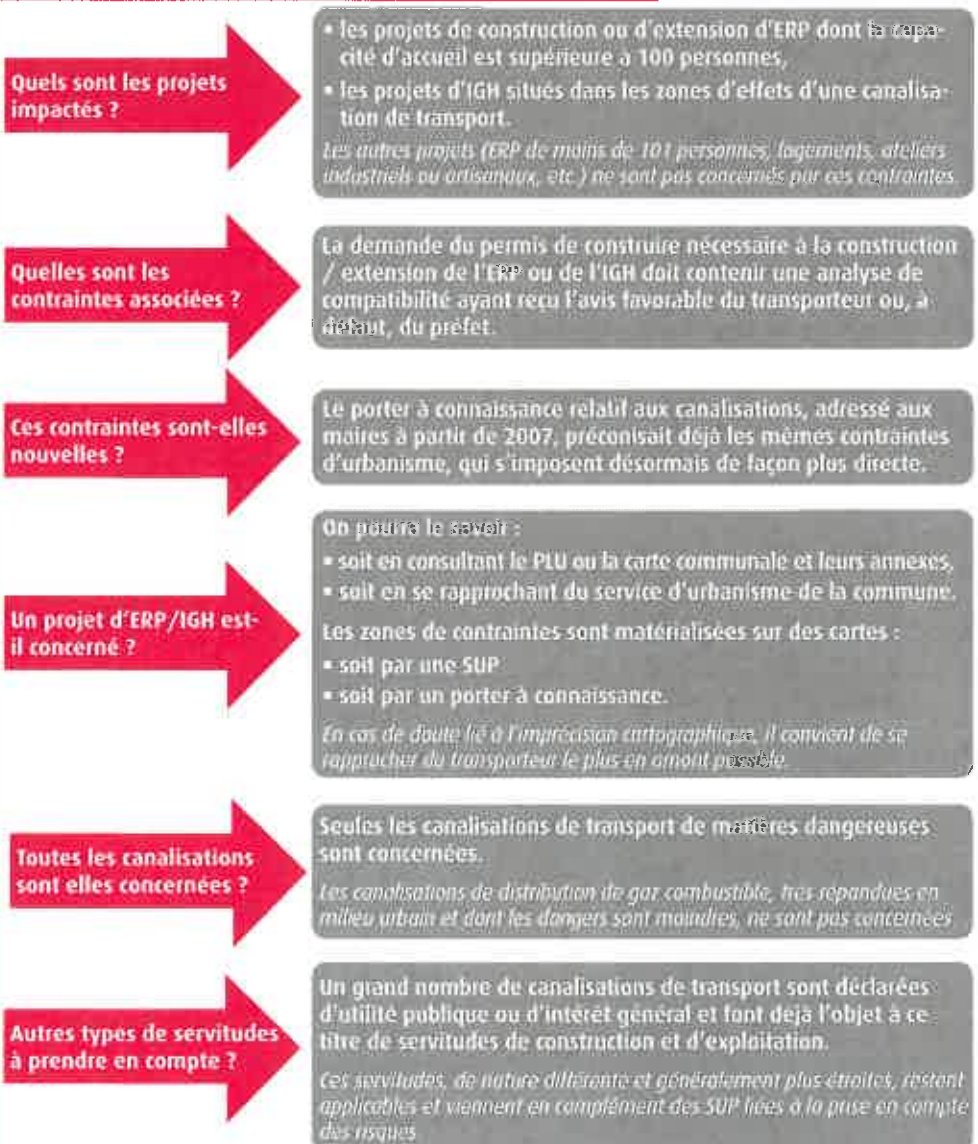 Quels sont les projets
impactés ?
• les projets de construction ou d'extension d'ERP dont la capa-
cité d'accueil est supérieure à 100 personnes,
• les projets d'IGH situés dans les zones d'effets d'une canalisa-
tion de transport.
Les autres projets (ERP de moins de 101 personnes, logements, ateliers
industriels ou artisanaux, etc.) ne sont pas concernés par ces contraintes.
Quelles sont les
contraintes associées ?
La demande du permis de construire nécessaire à la construction
/ extension de l'ERP ou de l'IGH doit contenir une analyse de
compatibilité ayant reçu l'avis favorable du transporteur ou, à
défaut, du préfet.
Ces contraintes sont-elles
nouvelles ?
Le porter à connaissance relatif aux canalisations, adressé aux
maires à partir de 2007, préconisait déjà les mêmes contraintes
d'urbanisme, qui s'imposent désormais de façon plus directe.
Un projet d'ERP/IGH est-
il concerné ?
On pourra le savoir :
• soit en consultant le PLU ou la carte communale et leurs annexes,
• soit en se rapprochant du service d'urbanisme de la commune.
Les zones de contraintes sont matérialisées sur des cartes :
• soit par une SUP
• soit par un porter à connaissance.
En cas de doute lié à l'imprécision cartographique, il convient de se
rapprocher du transporteur le plus en amont possible.
Toutes les canalisations
sont elles concernées ?
Seules les canalisations de transport de matières dangereuses
sont concernées.
Les canalisations de distribution de gaz combustible, très répandues en
milieu urbain et dont les dangers sont moindres, ne sont pas concernées
Autres types de servitudes
à prendre en compte ?
Un grand nombre de canalisations de transport sont déclarées
d'utilité publique ou d'intérêt général et font déjà l'objet à ce
titre de servitudes de construction et d'exploitation.
Ces servitudes, de nature différente et généralement plus étroites, restent
applicables et viennent en complément des SUP liées à la prise en compte
des risques